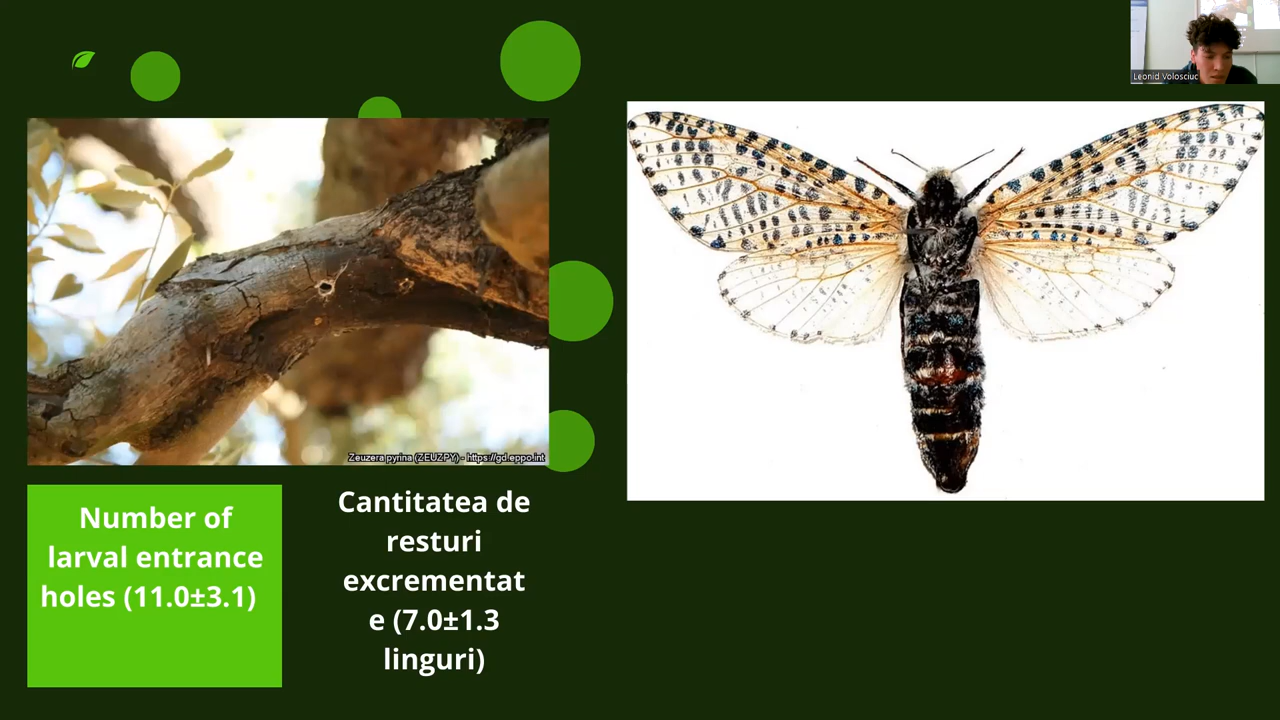 Leonid Volosciuc
Zeuzera pyrina (ZEUZPY) - https://gd.eppo.int
Number of
larval entrance
holes (11.0±3.1)
Cantitatea de
resturi
excrementat
e (7.0±1.3
linguri)